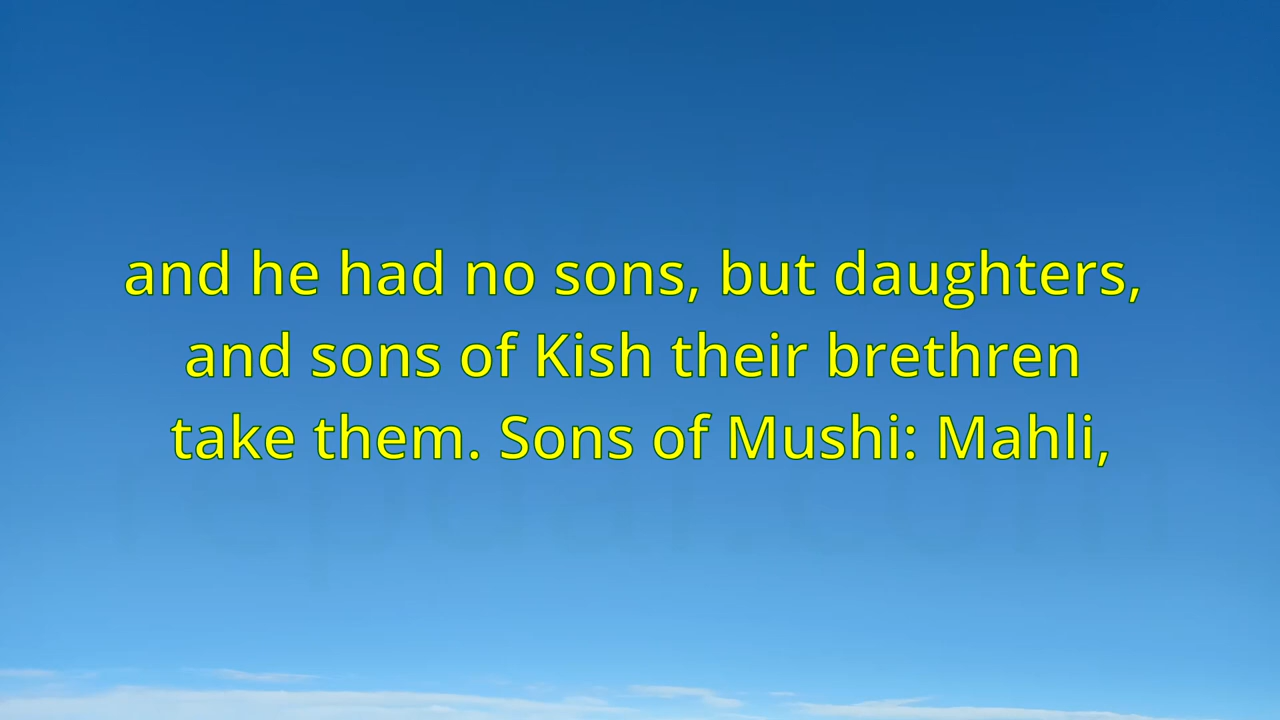 and he had no sons, but daughters,
and sons of Kish their brethren
take them. Sons of Mushi: Mahli,